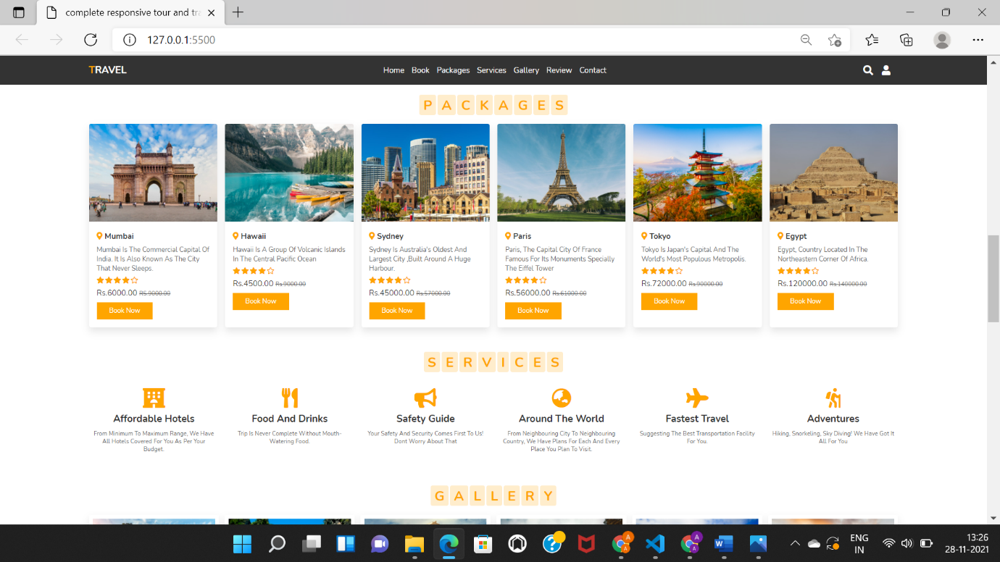 complete responsive tour and tra
127.0.0.1:5500
TRAVEL
Home Book Packages Services Gallery Review Contact
PACKAGES
Mumbai
Mumbai Is The Commercial Capital Of
India. It Is Also Known As The City
That Never Sleeps.
Rs.6000.00 RS.9000.00
Book Now
Hawaii
Hawaii Is A Group Of Volcanic Islands
In The Central Pacific Ocean
Rs.4500.00 Rs.9000.00
Book Now
Sydney
Sydney Is Australia's Oldest And
Largest City ,Built Around A Huge
Harbour.
Rs.45000.00 Rs.57000.00
Book Now
Paris
Paris, The Capital City Of France
Famous For Its Monuments Specially
The Eiffel Tower
Rs.56000.00 Rs.61000.00
Book Now
Tokyo
Tokyo Is Japan's Capital And The
World's Most Populous Metropolis.
Rs.72000.00 Rs.90000.00
Book Now
Egypt
Egypt, Country Located In The
Northeastern Corner Of Africa.
Rs.120000.00 Rs.140000.00
Book Now
SERVICES
Affordable Hotels
From Minimum To Maximum Range, We Have
All Hotels Covered For You As Per Your
Budget.
Food And Drinks
Trip Is Never Complete Without Mouth-
Watering Food.
Safety Guide
Your Safety And Security Comes First To Us!
Dont Worry About That
Around The World
From Neighbouring City To Neighbouring
Country, We Have Plans For Each And Every
Place You Plan To Visit.
Fastest Travel
Suggesting The Best Transportation Facility
For You.
Adventures
Hiking, Snorkeling, Sky Diving! We Have Got It
All For You
GALLERY
ENG
IN
13:26
28-11-2021